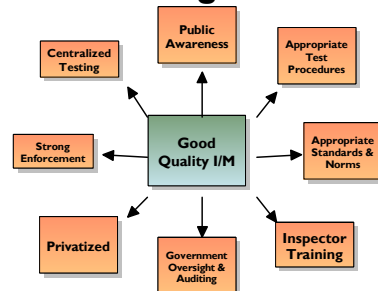 Public
Awareness
Centralized
Testing
Appropriate
Test
Procedures
Strong
Enforcement
Good
Quality I/M
Appropriate
Standards &
Norms
Privatized
Government
Oversight &
Auditing
Inspector
Training